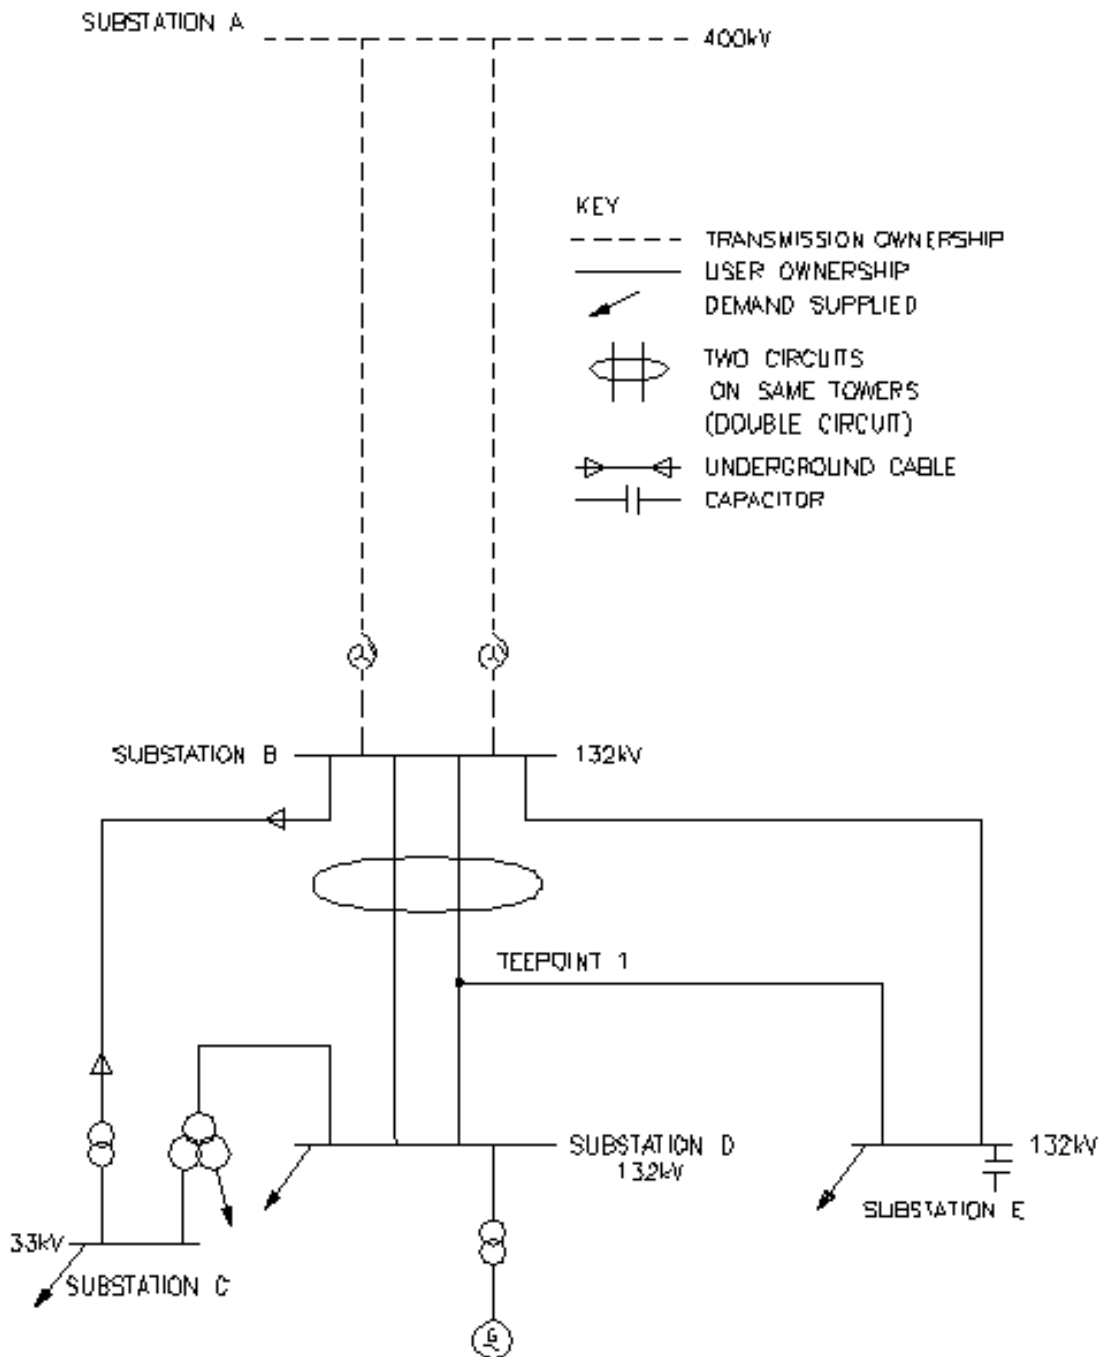 SUBSTATION A
400kV
KEY
TRANSMISSION OWNERSHIP
USER OWNERSHIP
DEMAND SUPPLIED
TWO CIRCUITS
ON SAME TOWERS
(DOUBLE CIRCUIT)
UNDERGROUND CABLE
CAPACITOR
SUBSTATION B
132kV
TEEPOINT 1
SUBSTATION D
132kV
132kV
SUBSTATION E
33kV
SUBSTATION C
G